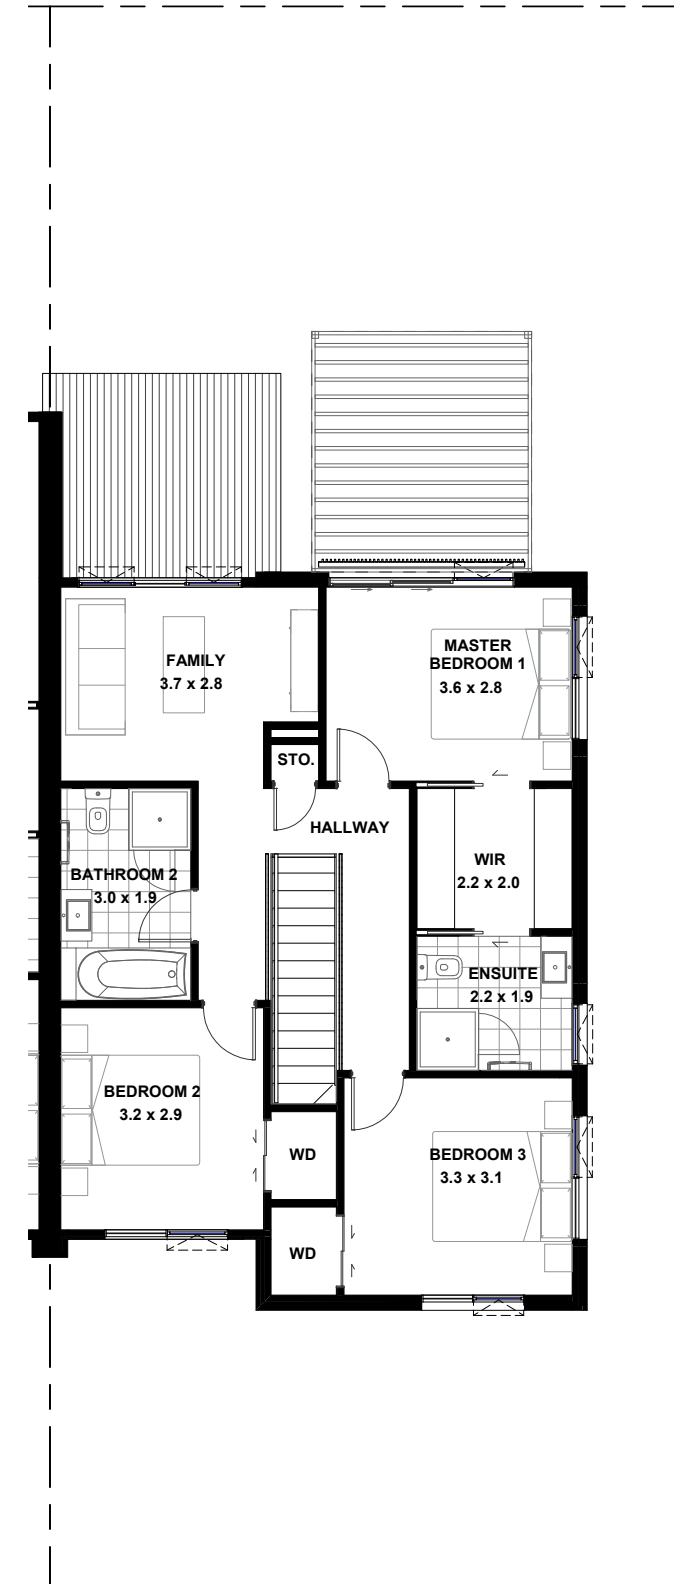 FAMILY
3.7 x 2.8
MASTER
BEDROOM 1
3.6 x 2.8
STO.
HALLWAY
WIR
2.2 x 2.0
BATHROOM 2
3.0 x 1.9
ENSUITE
2.2 x 1.9
BEDROOM 2
3.2 x 2.9
WD
BEDROOM 3
3.3 x 3.1
WD